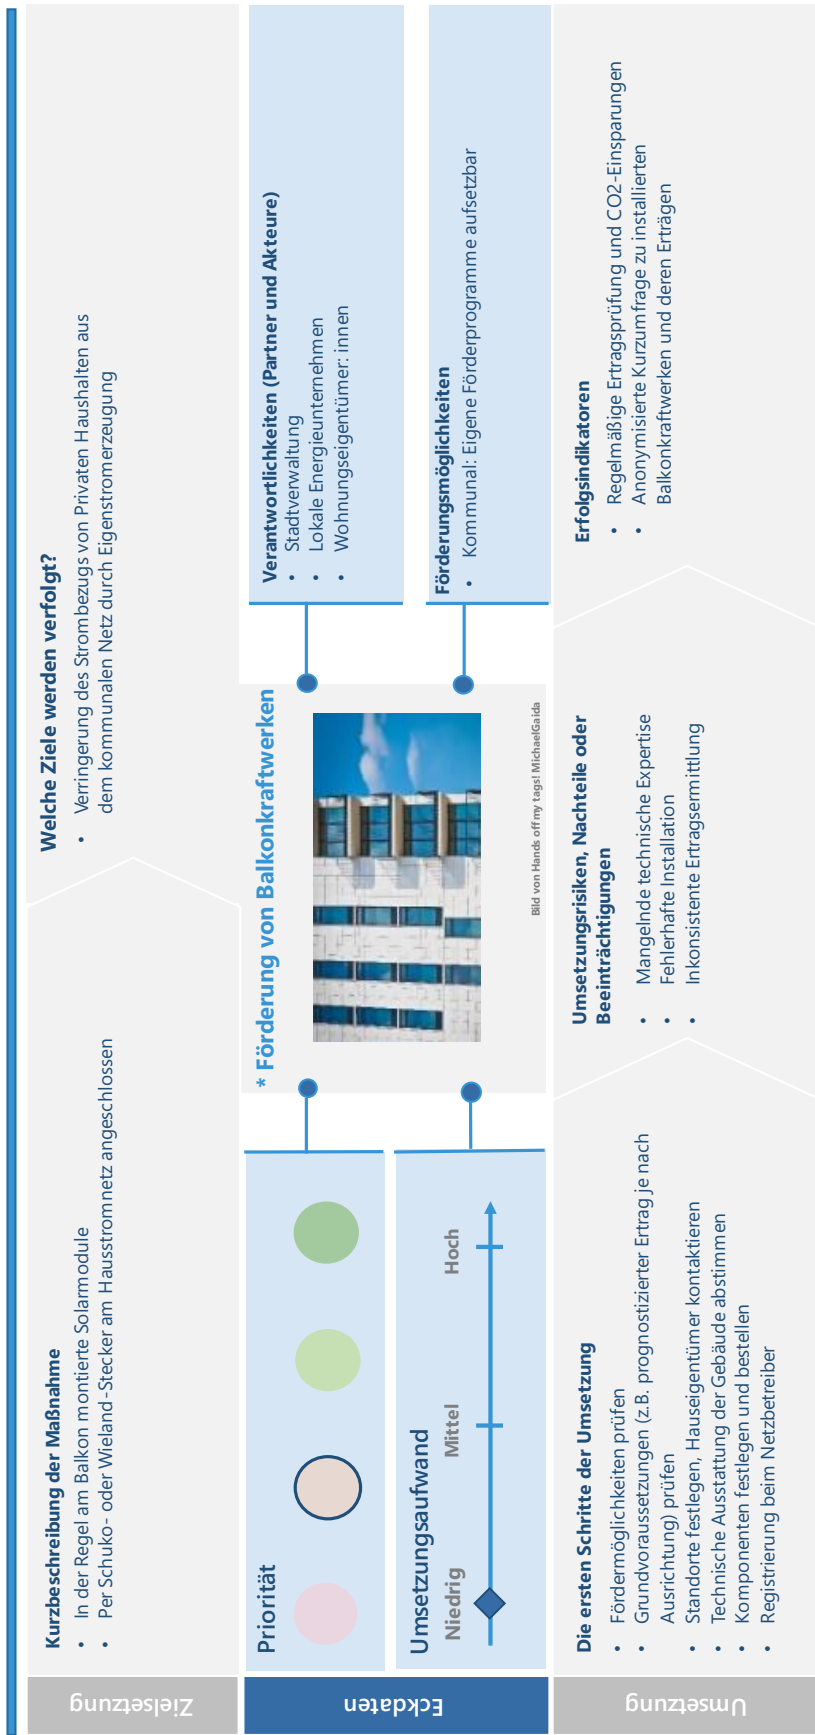 Zielsetzung
Kurzbeschreibung der Maßnahme
• In der Regel am Balkon montierte Solarmodule
• Per Schuko- oder Wieland-Stecker am Hausstromnetz angeschlossen
Welche Ziele werden verfolgt?
• Verringerung des Strombezugs von Privaten Haushalten aus
dem kommunalen Netz durch Eigenstromerzeugung
Eckdaten
Priorität
Umsetzungsaufwand
Niedrig
Mittel
Hoch
* Förderung von Balkonkraftwerken
Bild von Hands off my tags! MichaelGaida
Verantwortlichkeiten (Partner und Akteure)
• Stadtverwaltung
• Lokale Energieunternehmen
• Wohnungseigentümer: innen
Förderungsmöglichkeiten
• Kommunal: Eigene Förderprogramme aufsetzbar
Umsetzung
Die ersten Schritte der Umsetzung
• Fördermöglichkeiten prüfen
• Grundvoraussetzungen (z.B. prognostizierter Ertrag je nach
Ausrichtung) prüfen
• Standorte festlegen, Hauseigentümer kontaktieren
• Technische Ausstattung der Gebäude abstimmen
• Komponenten festlegen und bestellen
• Registrierung beim Netzbetreiber
Umsetzungsrisiken, Nachteile oder
Beeinträchtigungen
• Mangelnde technische Expertise
• Fehlerhafte Installation
• Inkonsistente Ertragsermittlung
Erfolgsindikatoren
• Regelmäßige Ertragsprüfung und CO2-Einsparungen
• Anonymisierte Kurzumfrage zu installierten
Balkonkraftwerken und deren Erträgen